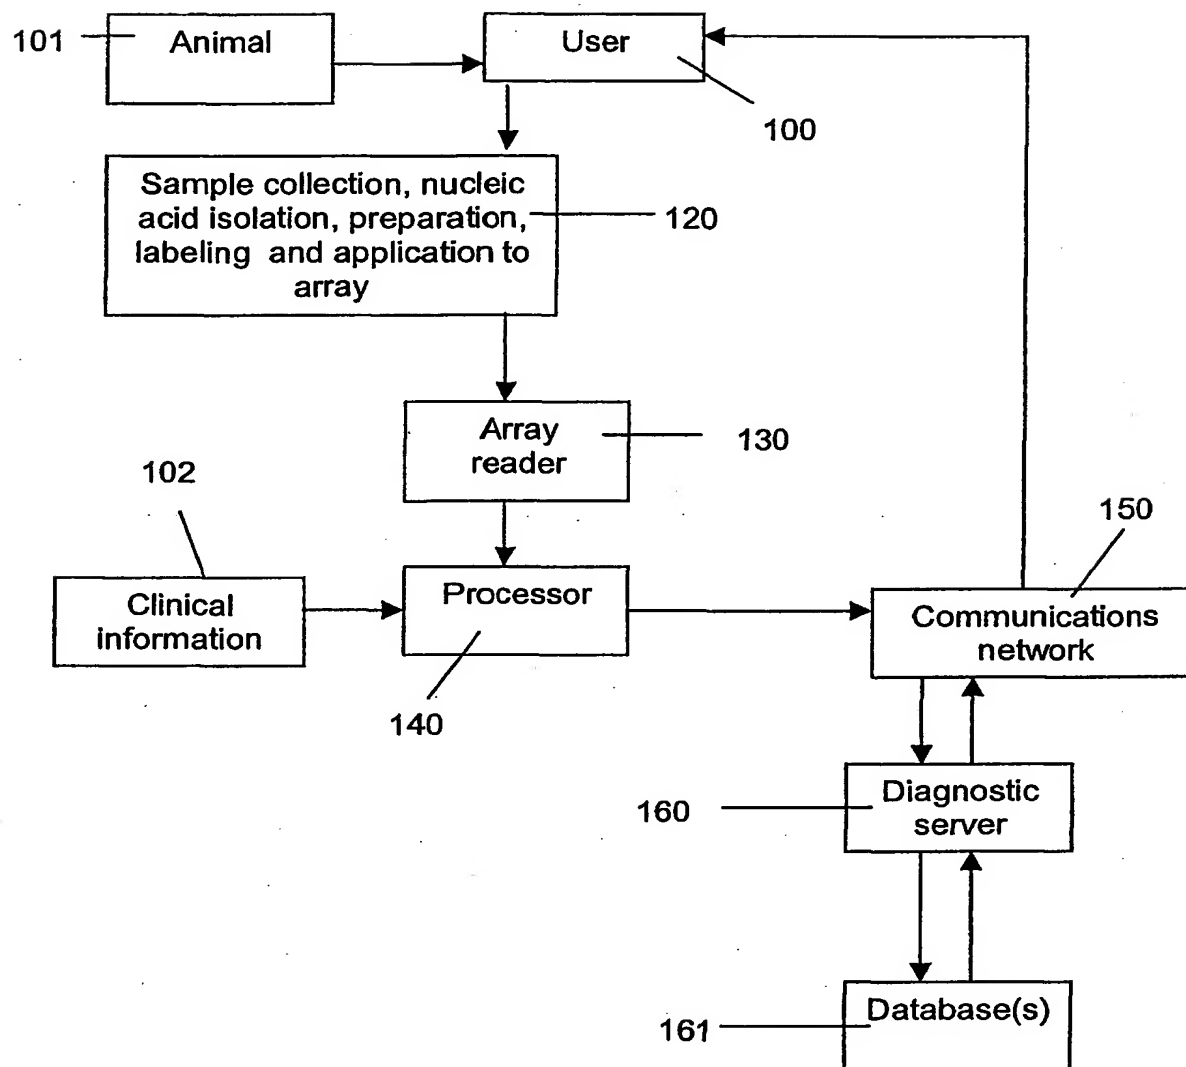 101
Animal
User
100
Sample collection, nucleic
acid isolation, preparation,
labeling and application to
array
120
Array
reader
130
102
Clinical
information
Processor
140
150
Communications
network
160
Diagnostic
server
161
Database(s)